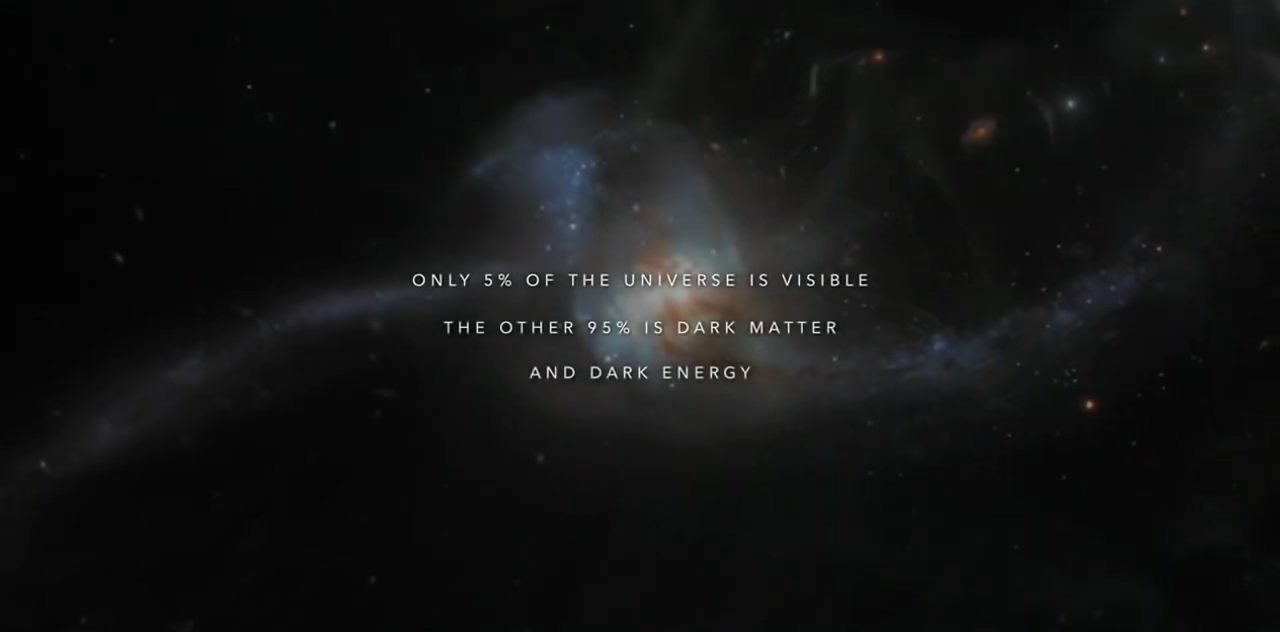 ONLY 5% OF THE UNIVERSE IS VISIBLE
THE OTHER 95% IS DARK MATTER
AND DARK ENERGY